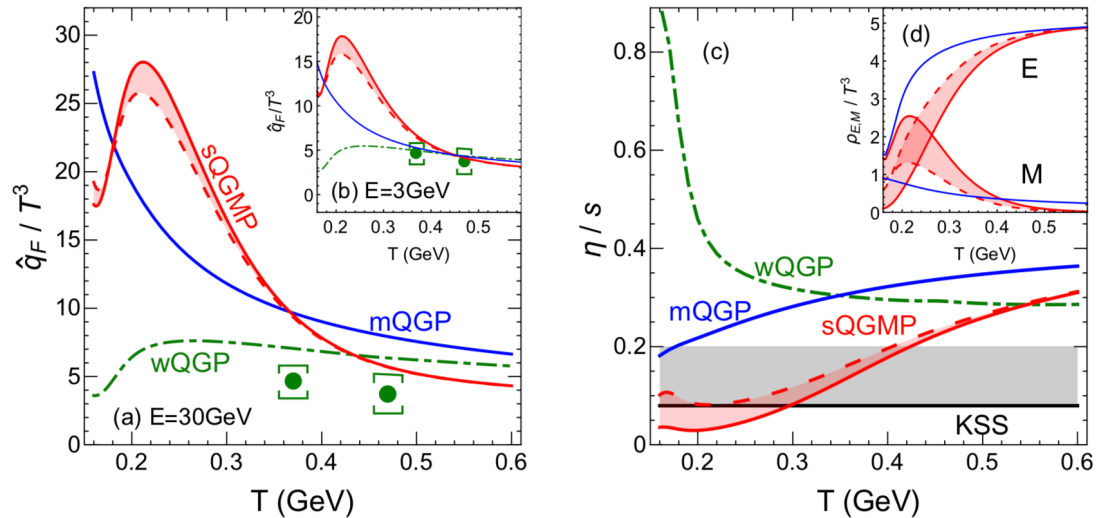 30
25
20
15
10
5
0
q̂_F / T³
0.2 0.3 0.4 0.5 0.6
T (GeV)
sQGMP
mQGP
wQGP
(a) E=30GeV
20
15
10
5
0
q̂_F/T³
(b) E=3GeV
0.2 0.3 0.4 0.5
T (GeV)
0.8
0.6
0.4
0.2
0
η / s
(c)
wQGP
mQGP
sQGMP
KSS
0.2 0.3 0.4 0.5 0.6
T (GeV)
5
4
3
2
1
0
ρ_E,M / T³
(d)
E
M
0.2 0.3 0.4 0.5
T (GeV)